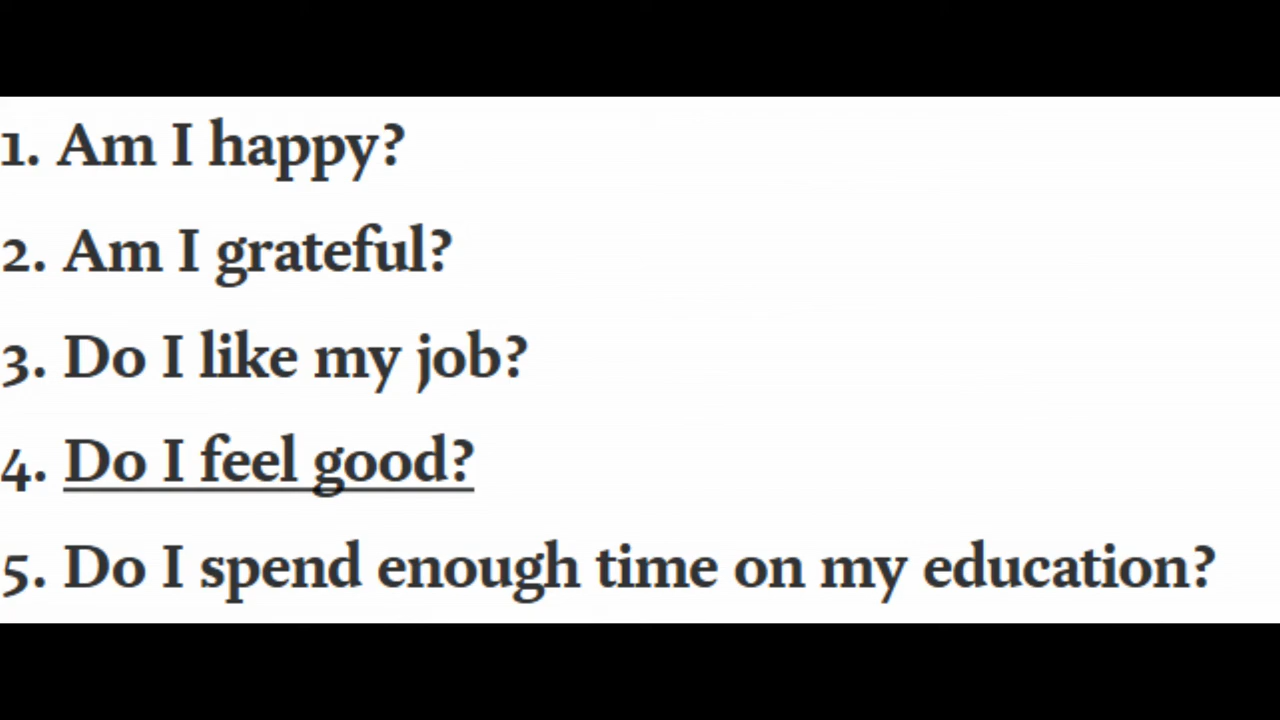 1. Am I happy?
2. Am I grateful?
3. Do I like my job?
4. Do I feel good?
5. Do I spend enough time on my education?